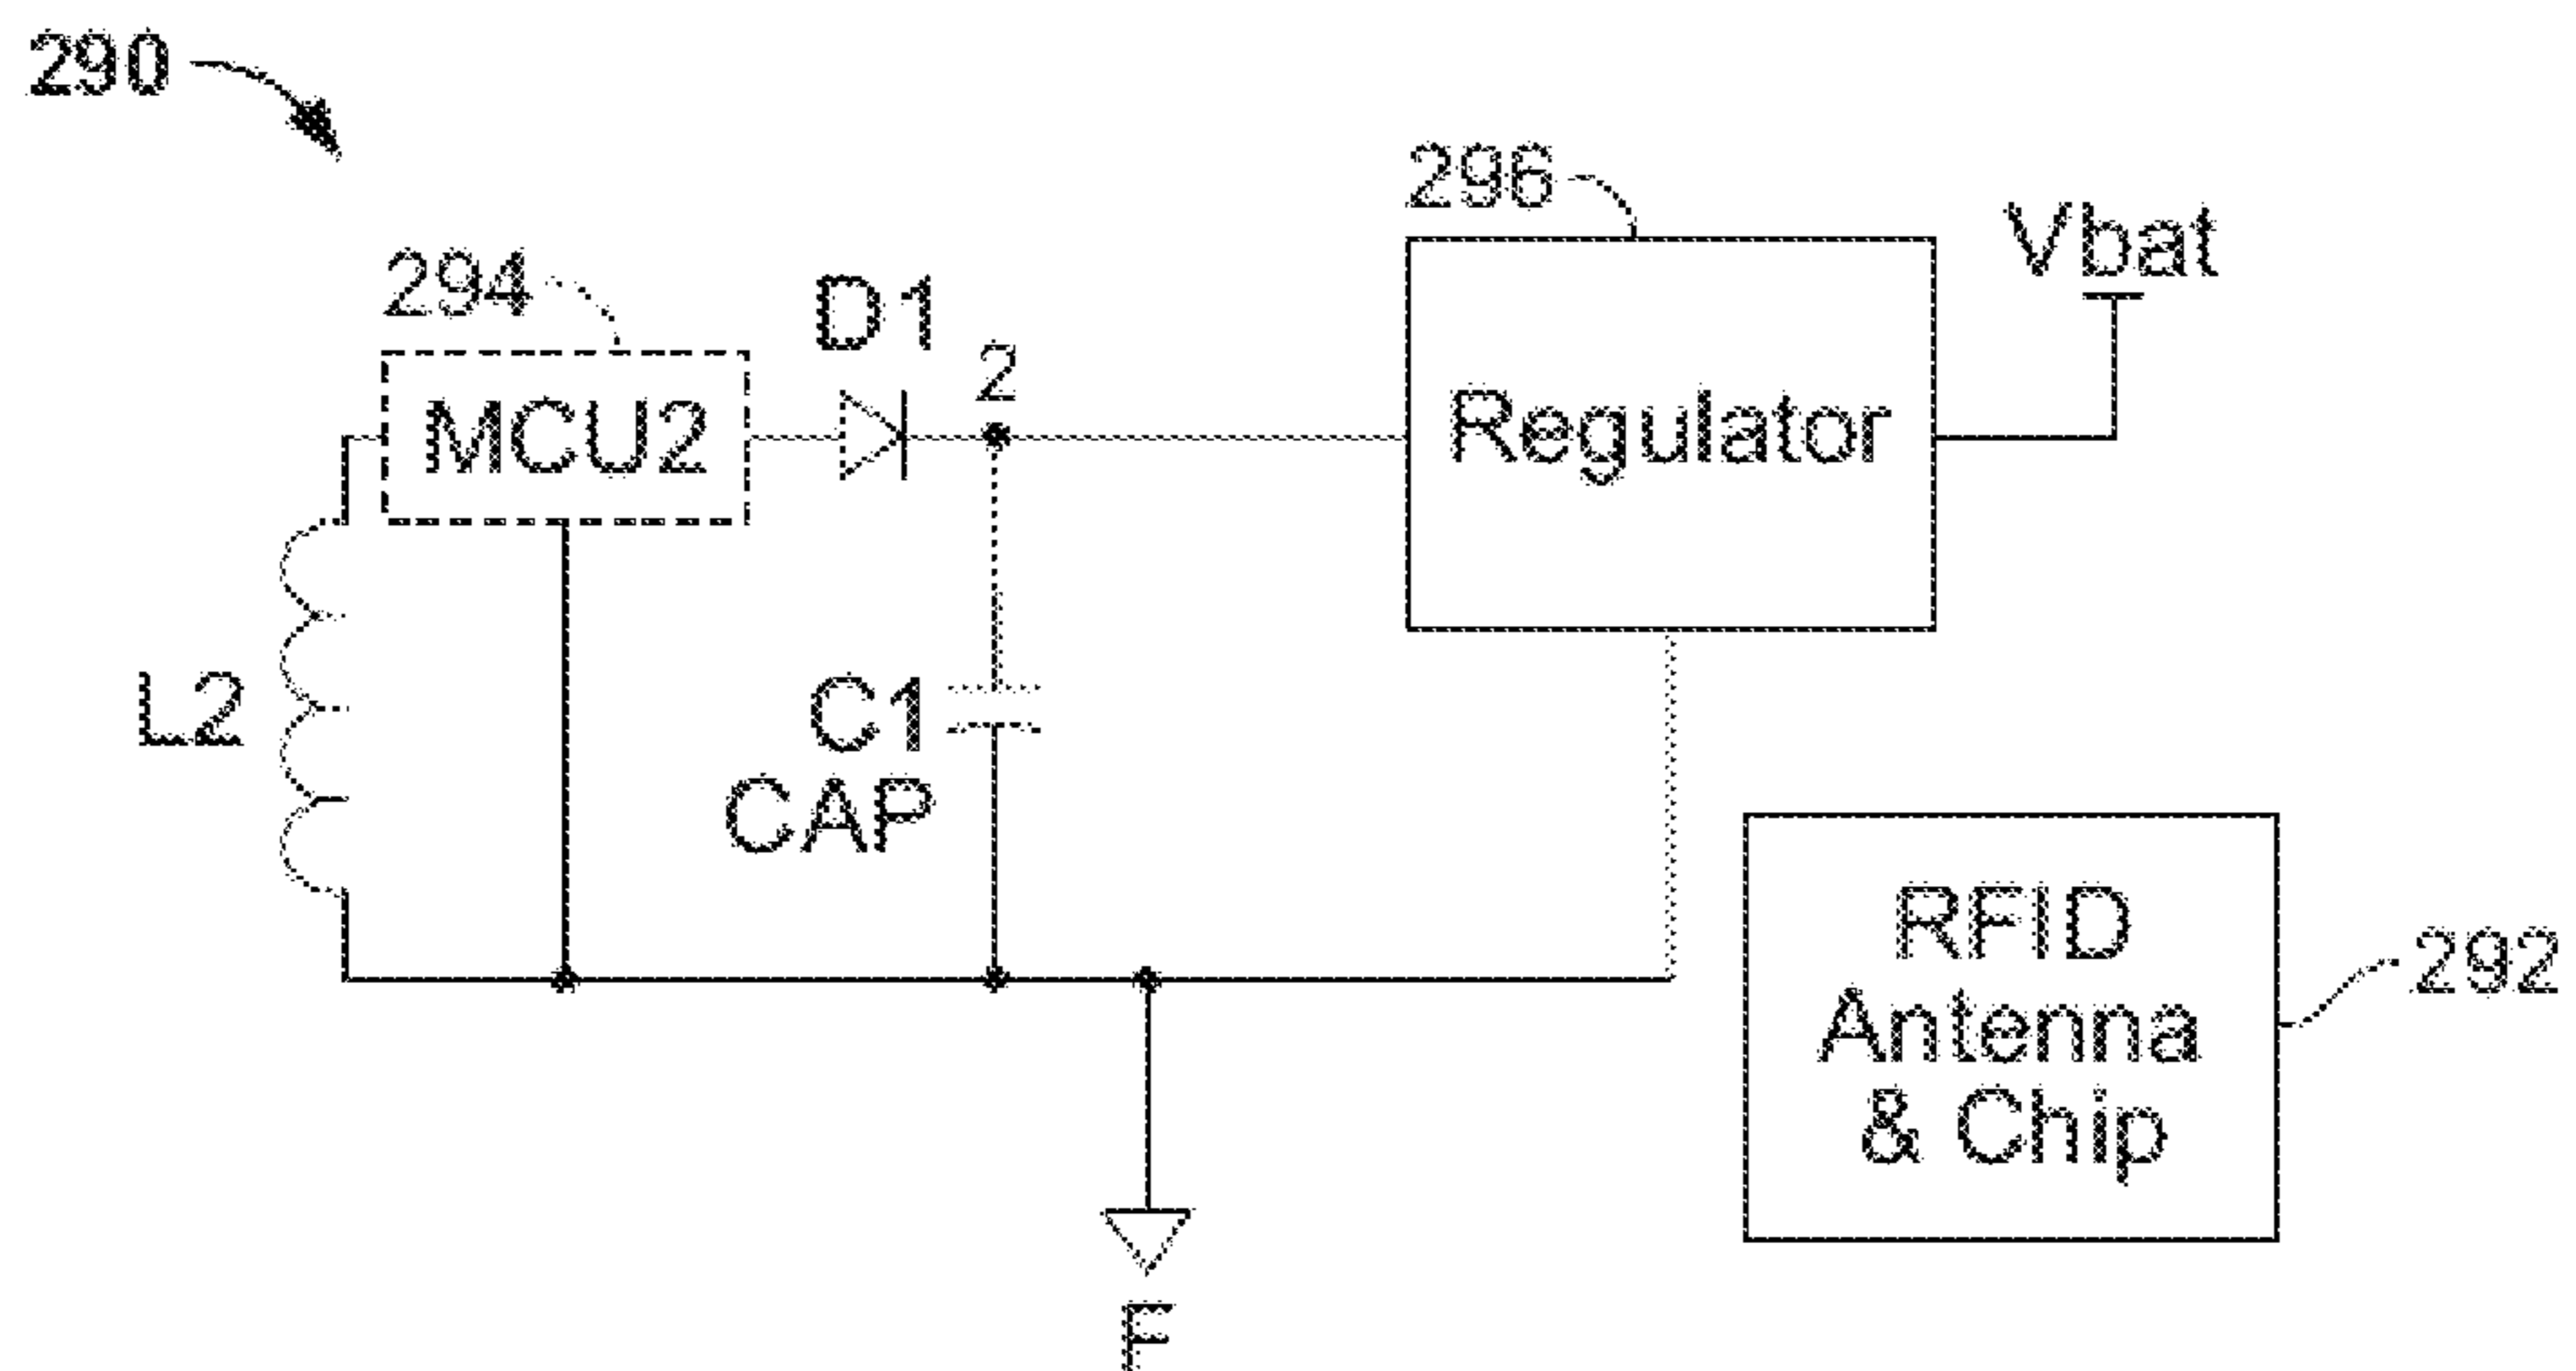 290
296
Vbat
294
D1
2
MCU2
Regulator
L2
C1
CAP
RFID
Antenna
& Chip
292